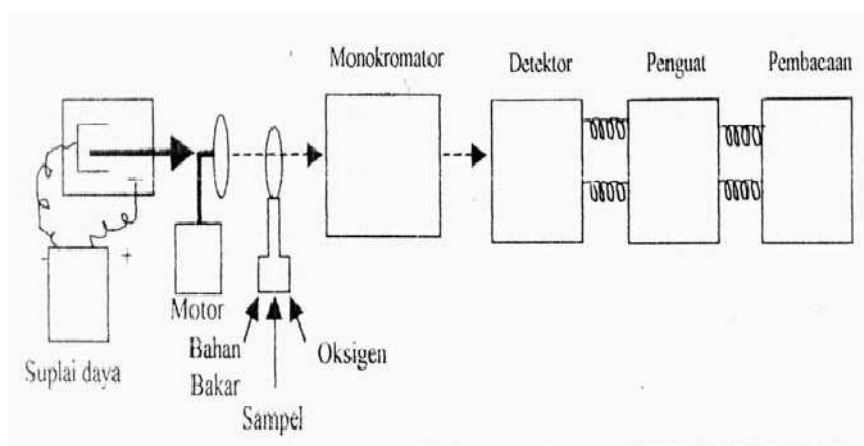 Monokromator
Detektor
Penguat
Pembacaan
-
+
Motor
Bahan
Bakar
Oksigen
Suplai daya
Sampel